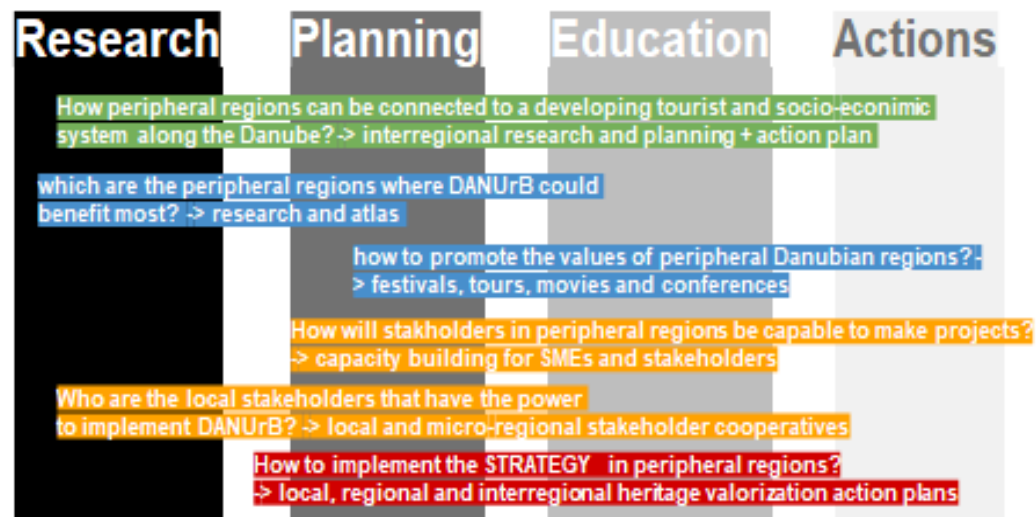 Research Planning Education Actions
How peripheral regions can be connected to a developing tourist and socio-econimic
system along the Danube? -> interregional research and planning + action plan
which are the peripheral regions where DANUrB could
benefit most? -> research and atlas
how to promote the values of peripheral Danubian regions? -
> festivals, tours, movies and conferences
How will stakholders in peripheral regions be capable to make projects?
-> capacity building for SMEs and stakeholders
Who are the local stakeholders that have the power
to implement DANUrB? -> local and micro-regional stakeholder cooperatives
How to implement the STRATEGY in peripheral regions?
-> local, regional and interregional heritage valorization action plans